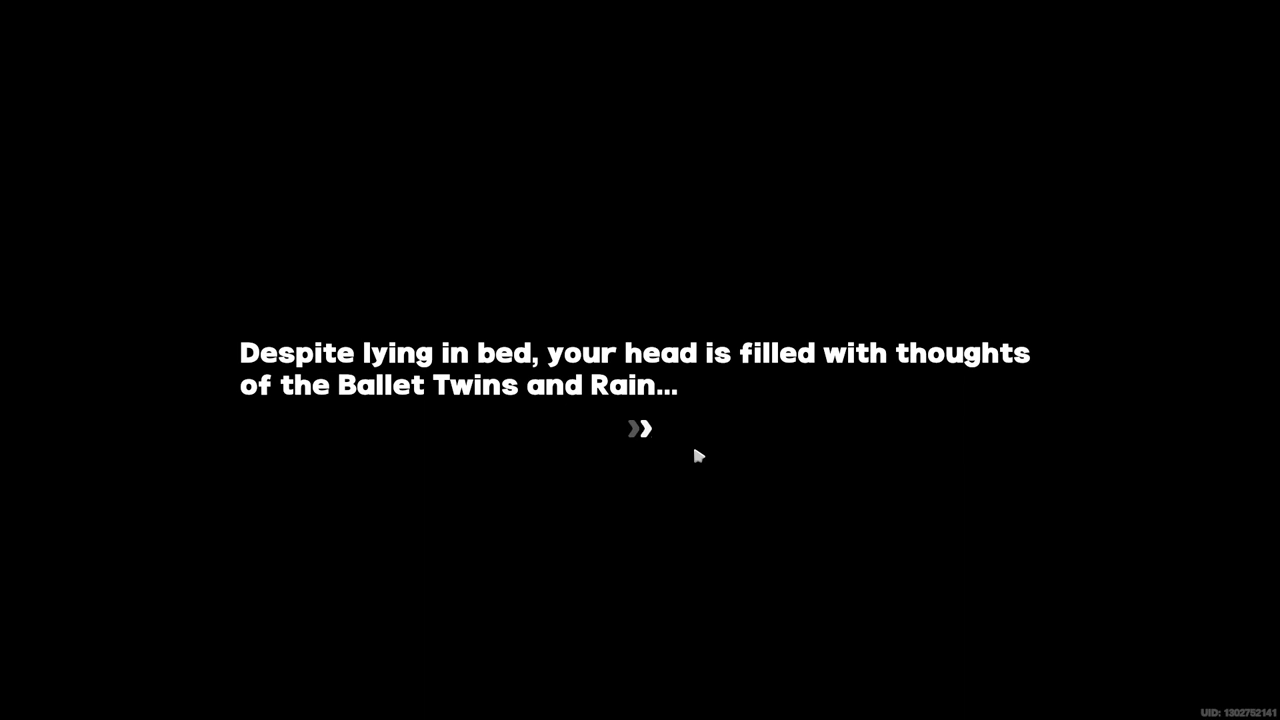 Despite lying in bed, your head is filled with thoughts
of the Ballet Twins and Rain...
UID: 1302752141